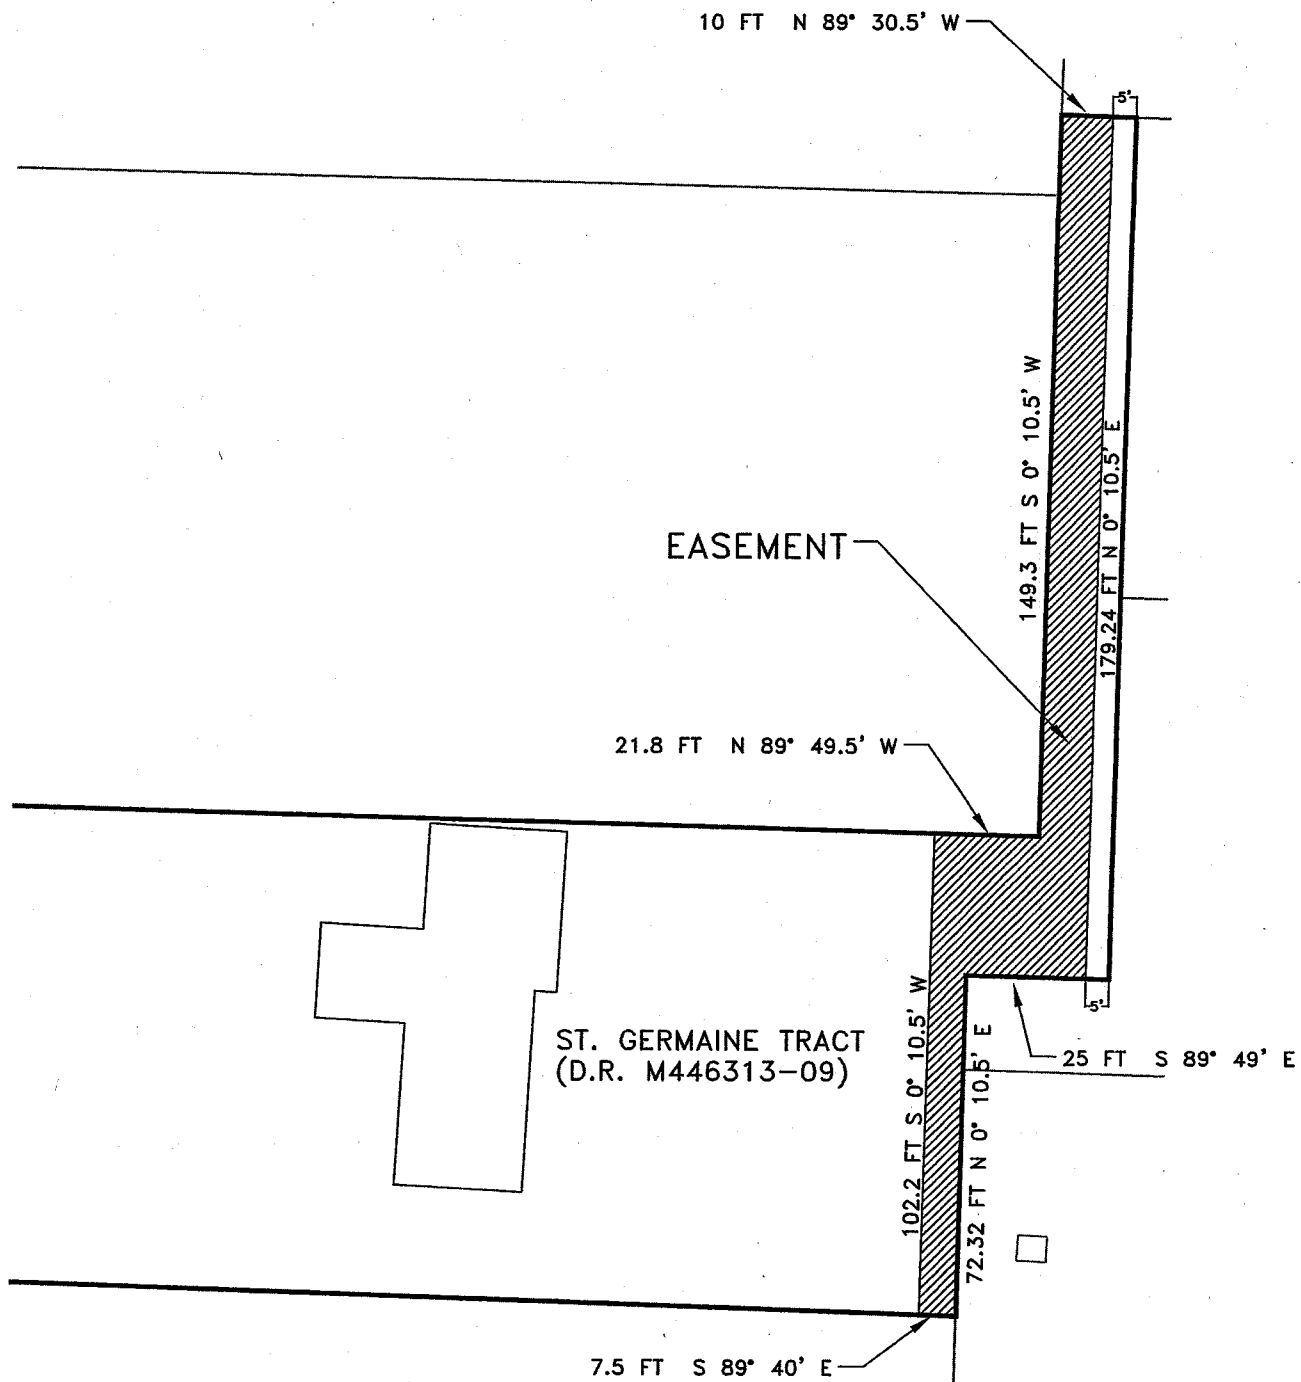 10 FT N 89° 30.5' W
5'
149.3 FT S 0° 10.5' W
179.24 FT N 0° 10.5' E
EASEMENT
21.8 FT N 89° 49.5' W
5'
ST. GERMAINE TRACT
(D.R. M446313-09)
102.2 FT S 0° 10.5' W
72.32 FT N 0° 10.5' E
25 FT S 89° 49' E
7.5 FT S 89° 40' E